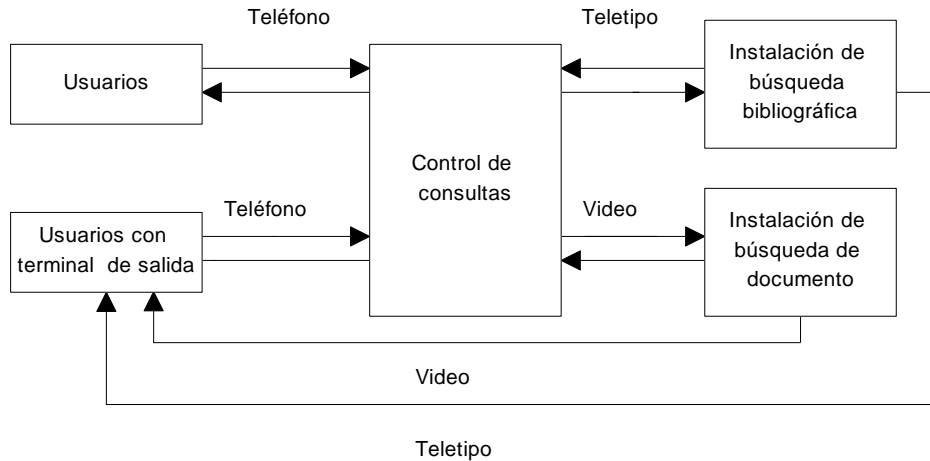 Teléfono
Teletipo
Usuarios
Instalación de
búsqueda
bibliográfica
Control de
consultas
Teléfono
Video
Usuarios con
terminal de salida
Instalación de
búsqueda de
documento
Video
Teletipo